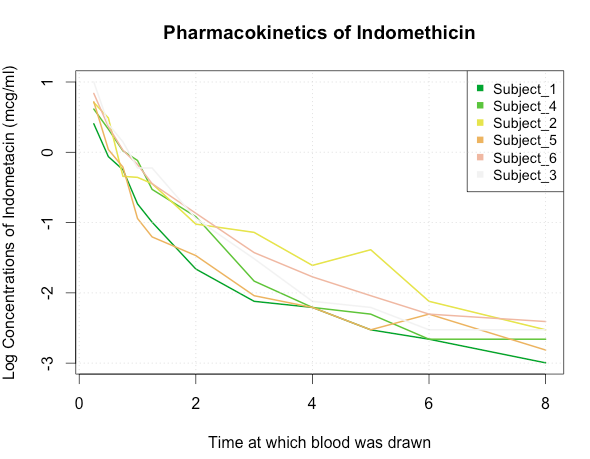 Pharmacokinetics of Indomethicin
Log Concentrations of Indometacin (mcg/ml)
1
0
-1
-2
-3
Subject_1
Subject_4
Subject_2
Subject_5
Subject_6
Subject_3
0 2 4 6 8
Time at which blood was drawn